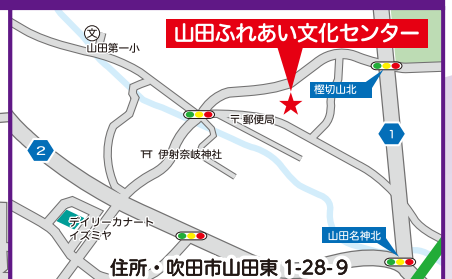 文
山田第一小
山田ふれあい文化センター
樫切山北
〒郵便局
1
2
伊射奈岐神社
デイリーカナート
イズミヤ
山田名神北
住所・吹田市山田東1-28-9